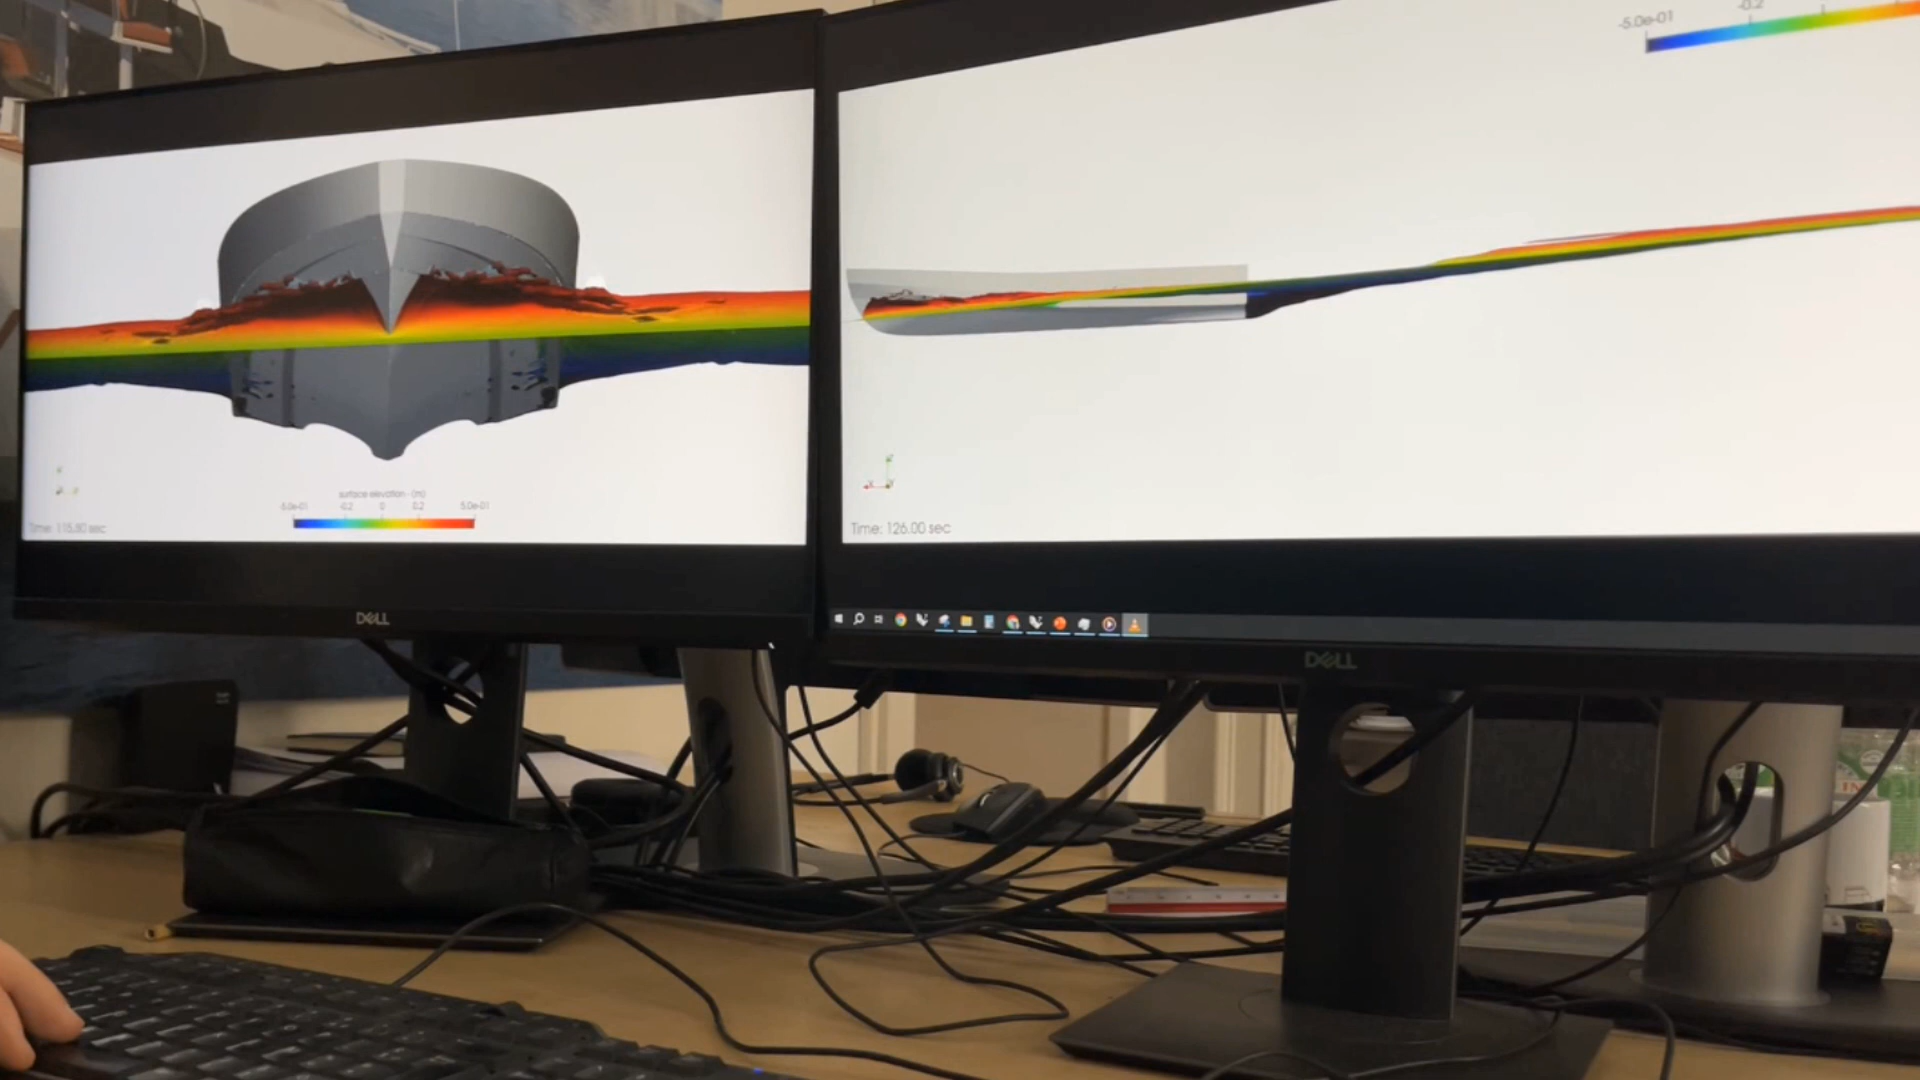 surface elevation - (m)
-5.0e-01 -0.2 0 0.2 5.0e-01
Time: 115.80 sec
DELL
-5.0e-01 -0.2
Time: 126.00 sec
DELL